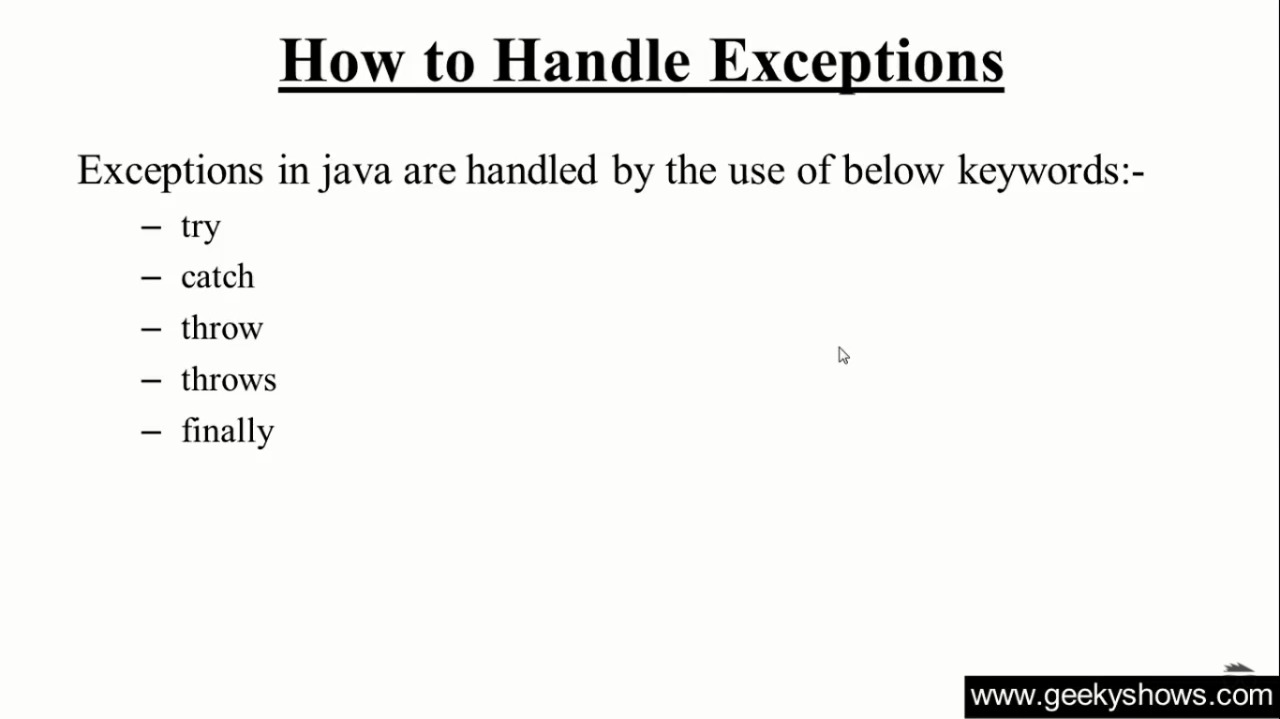 How to Handle Exceptions
Exceptions in java are handled by the use of below keywords:-
– try
– catch
– throw
– throws
– finally
www.geekyshows.com